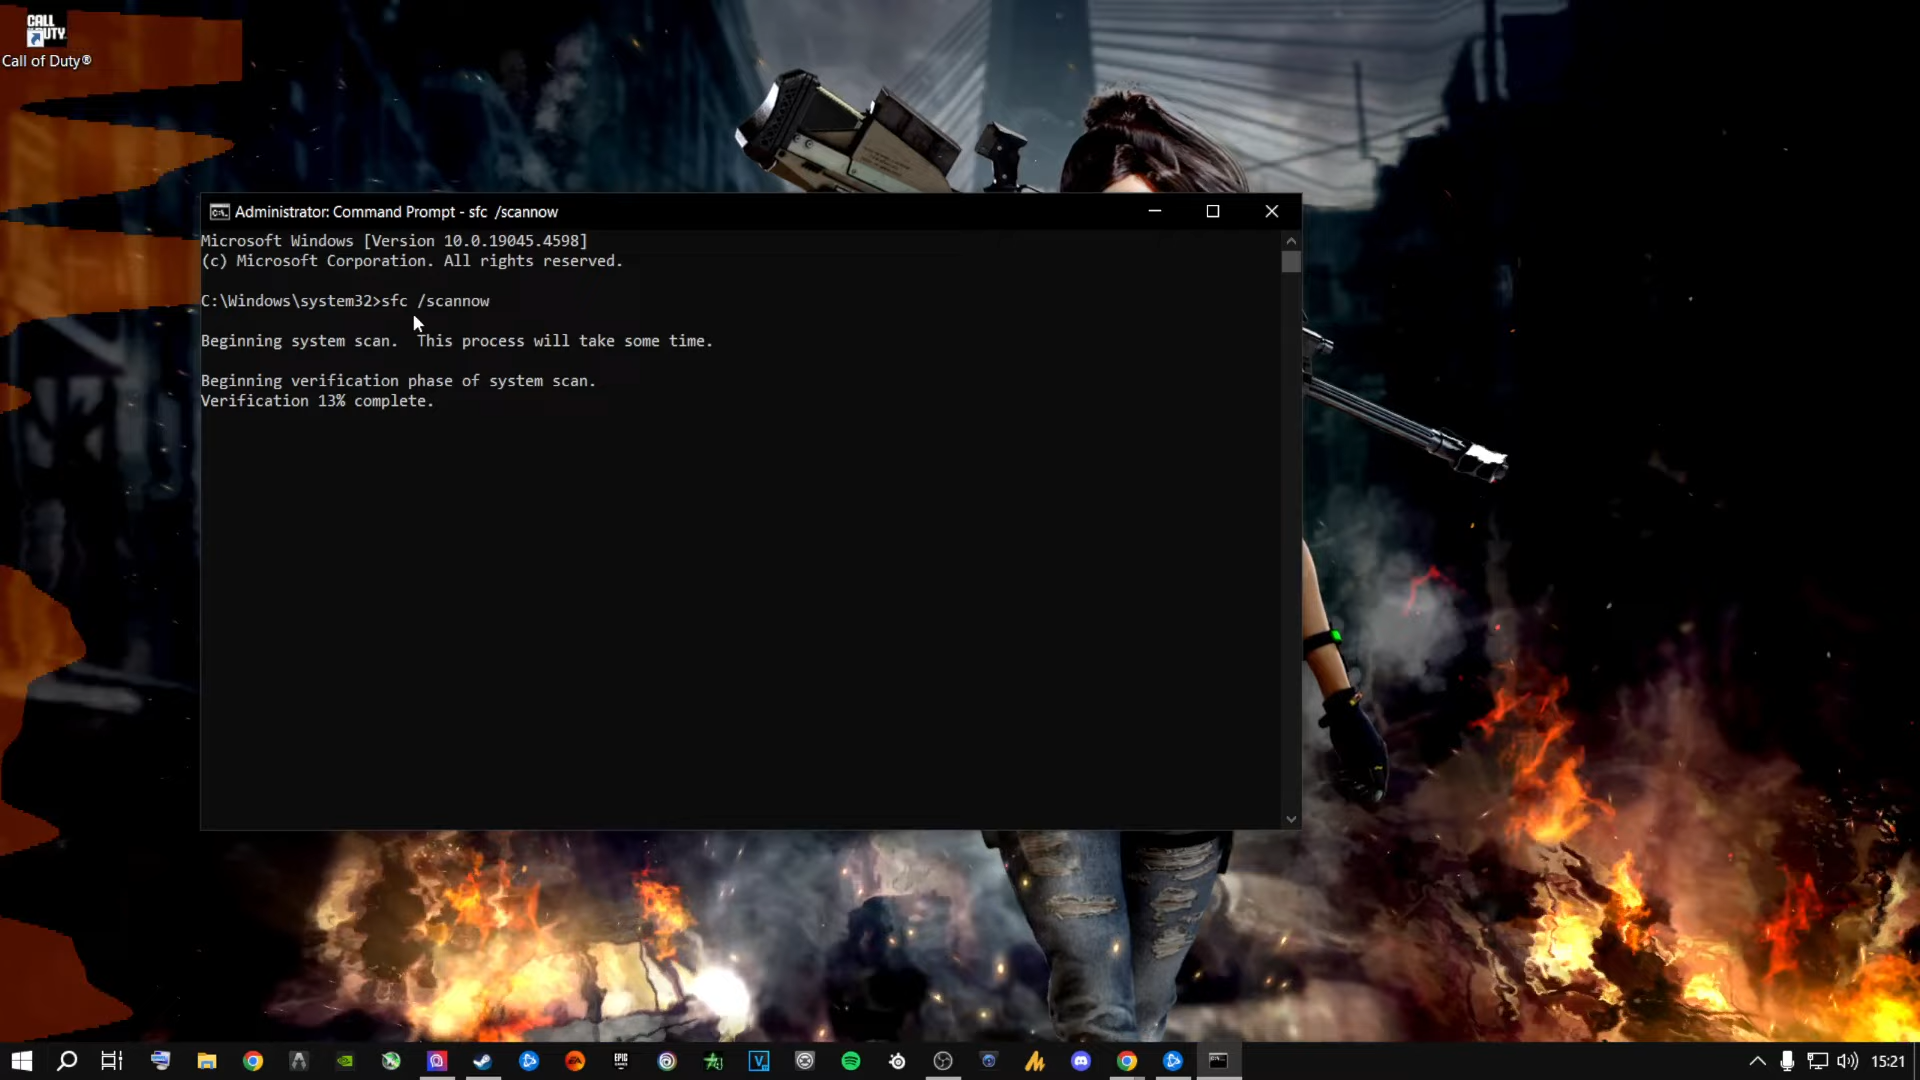 CALL
DUTY
Call of Duty®
Administrator: Command Prompt - sfc /scannow
Microsoft Windows [Version 10.0.19045.4598]
(c) Microsoft Corporation. All rights reserved.
C:\Windows\system32>sfc /scannow
Beginning system scan.  This process will take some time.
Beginning verification phase of system scan.
Verification 13% complete.
EA
EPIC
15:21